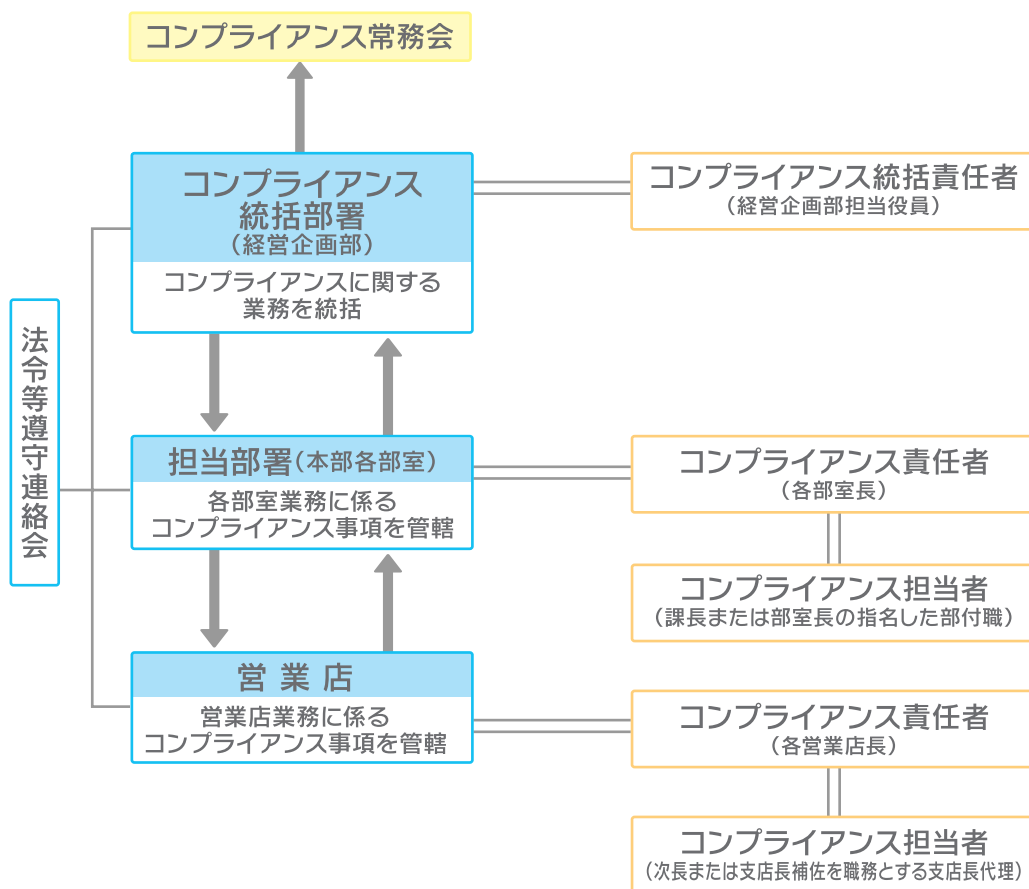 コンプライアンス常務会
コンプライアンス
統括部署
（経営企画部）
コンプライアンスに関する
業務を統括
コンプライアンス統括責任者
（経営企画部担当役員）
法令等遵守連絡会
担当部署（本部各部室）
各部室業務に係る
コンプライアンス事項を管轄
コンプライアンス責任者
（各部室長）
コンプライアンス担当者
（課長または部室長の指名した部付職）
営業店
営業店業務に係る
コンプライアンス事項を管轄
コンプライアンス責任者
（各営業店長）
コンプライアンス担当者
（次長または支店長補佐を職務とする支店長代理）